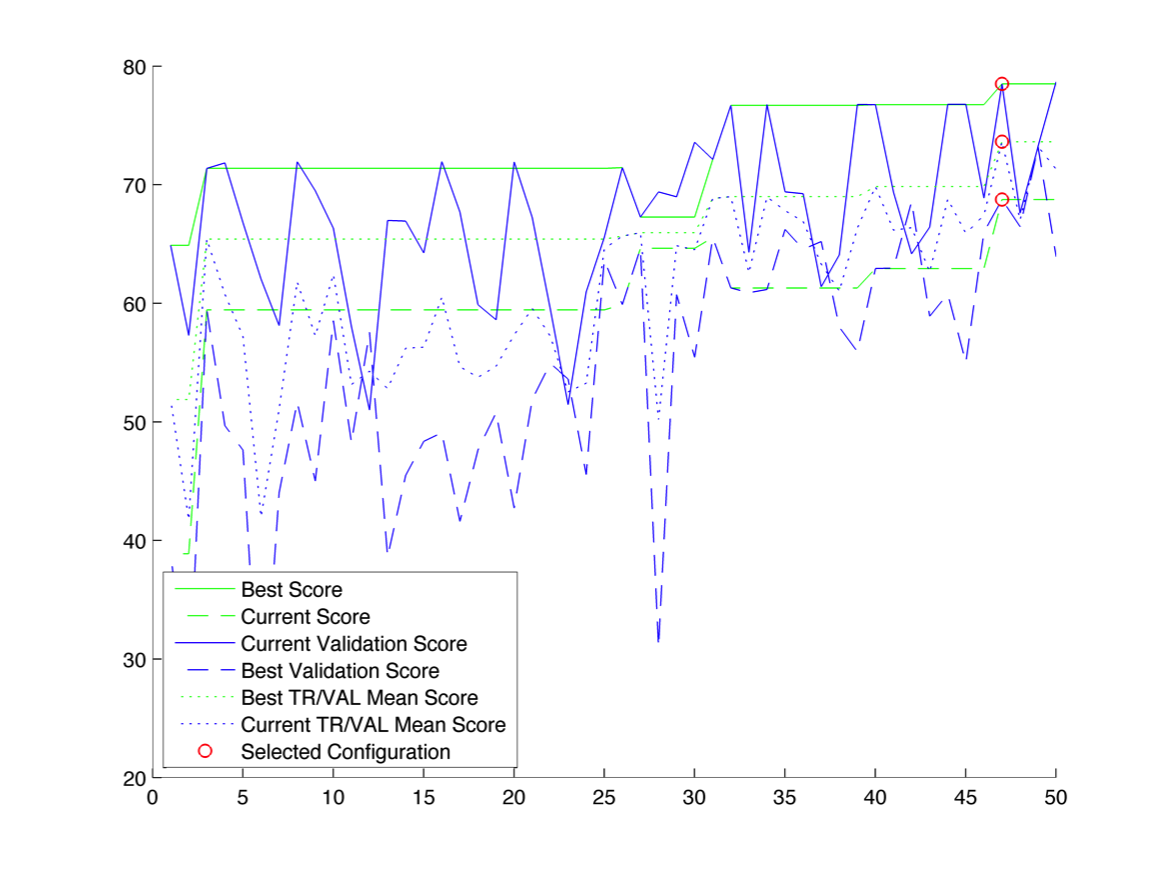 80
70
60
50
40
30
20
Best Score
Current Score
Current Validation Score
Best Validation Score
Best TR/VAL Mean Score
Current TR/VAL Mean Score
Selected Configuration
0 5 10 15 20 25 30 35 40 45 50